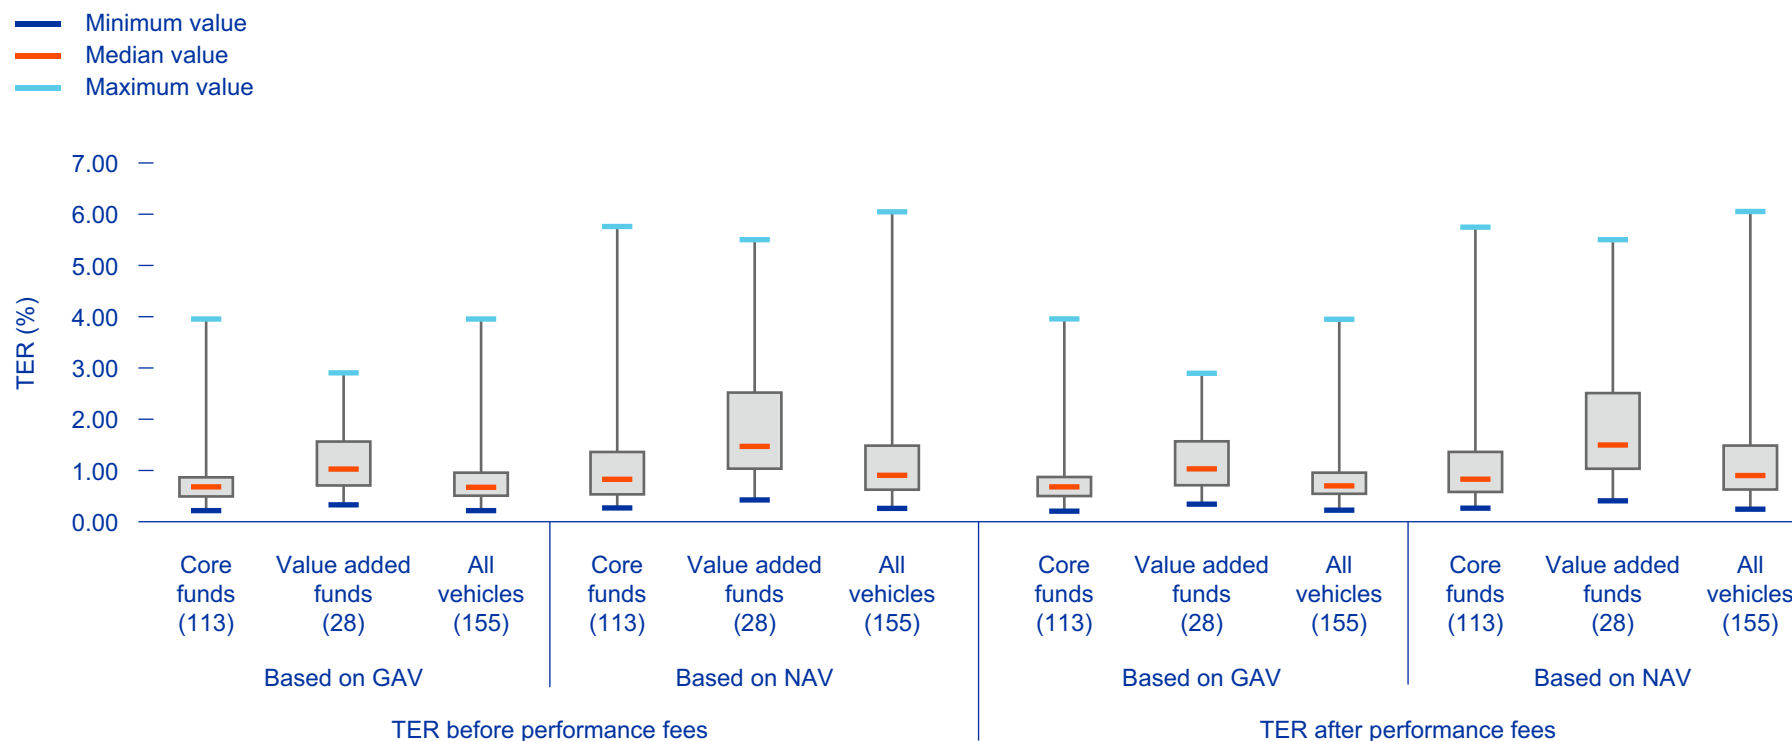 Minimum value
Median value
Maximum value
TER (%)
7.00
6.00
5.00
4.00
3.00
2.00
1.00
0.00
Core funds (113)
Value added funds (28)
All vehicles (155)
Core funds (113)
Value added funds (28)
All vehicles (155)
Core funds (113)
Value added funds (28)
All vehicles (155)
Core funds (113)
Value added funds (28)
All vehicles (155)
Based on GAV
Based on NAV
Based on GAV
Based on NAV
TER before performance fees
TER after performance fees